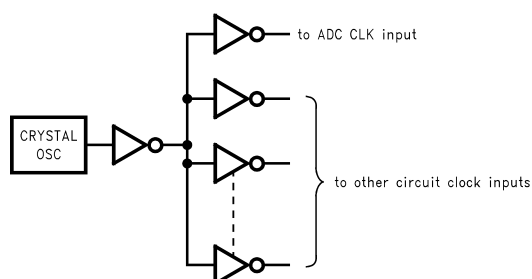 to ADC CLK input
CRYSTAL
OSC
to other circuit clock inputs